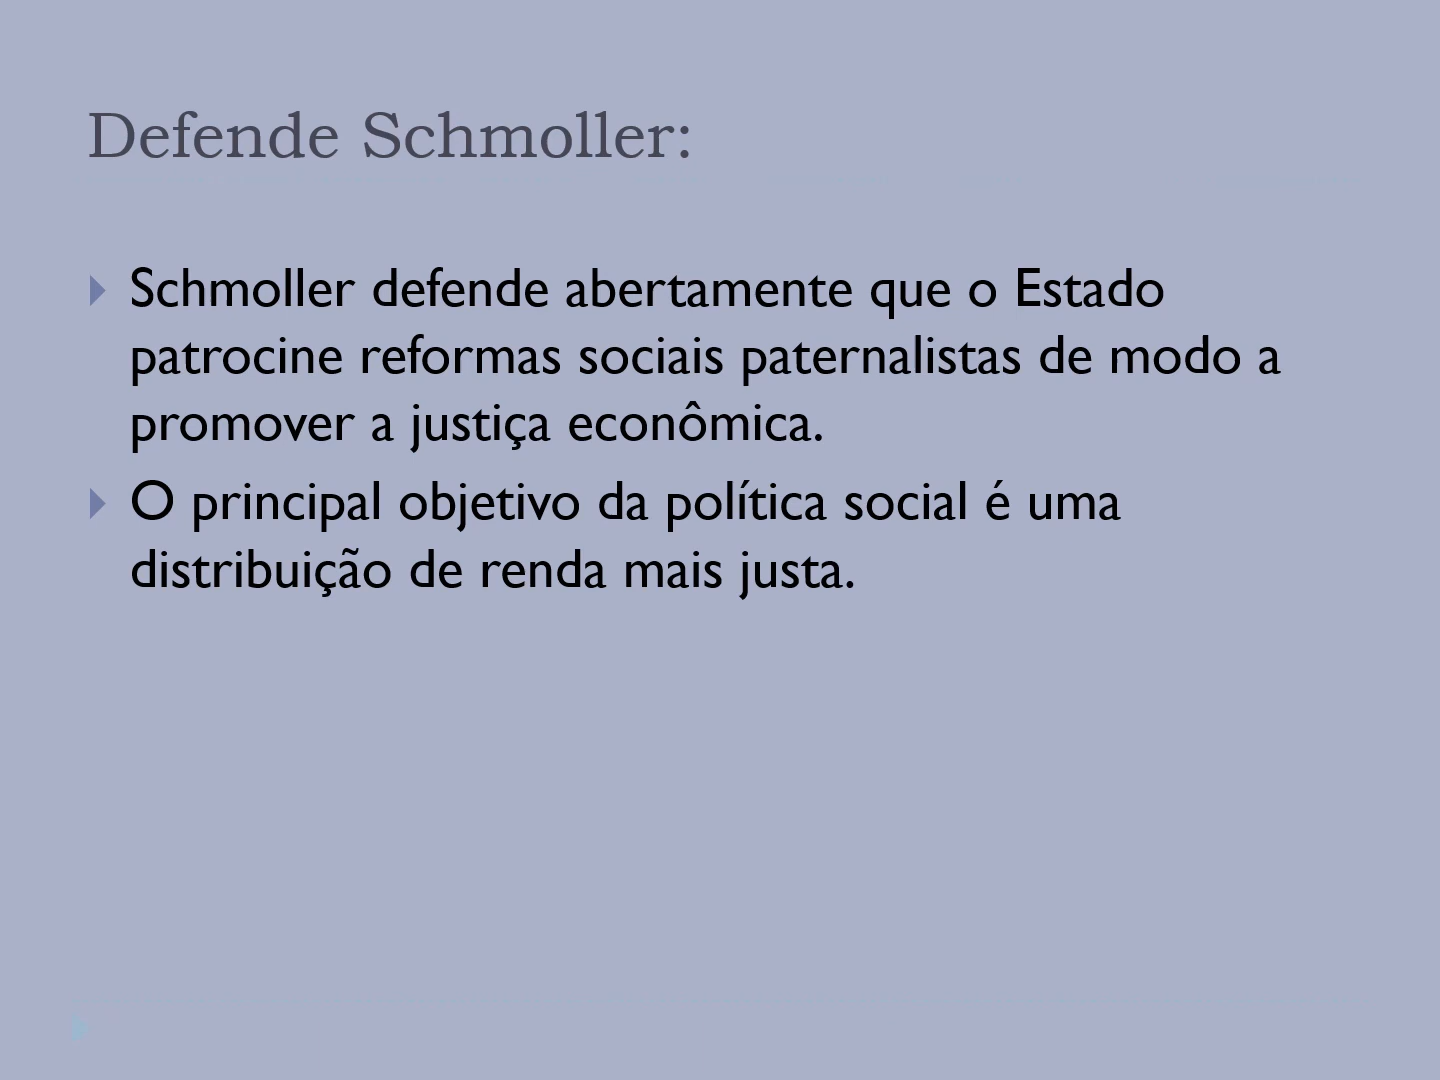 Defende Schmoller:
Schmoller defende abertamente que o Estado
patrocine reformas sociais paternalistas de modo a
promover a justiça econômica.
O principal objetivo da política social é uma
distribuição de renda mais justa.